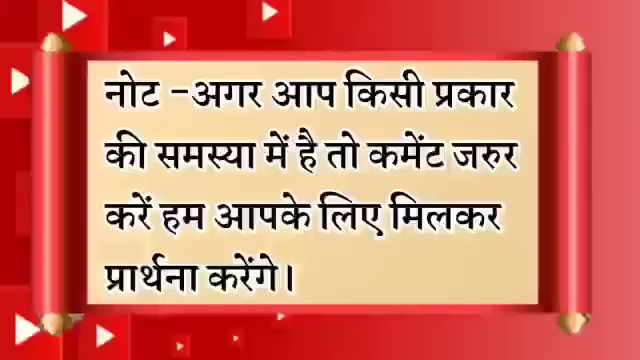 नोट -अगर आप किसी प्रकार
की समस्या में है तो कमेंट जरुर
करें हम आपके लिए मिलकर
प्रार्थना करेंगे।